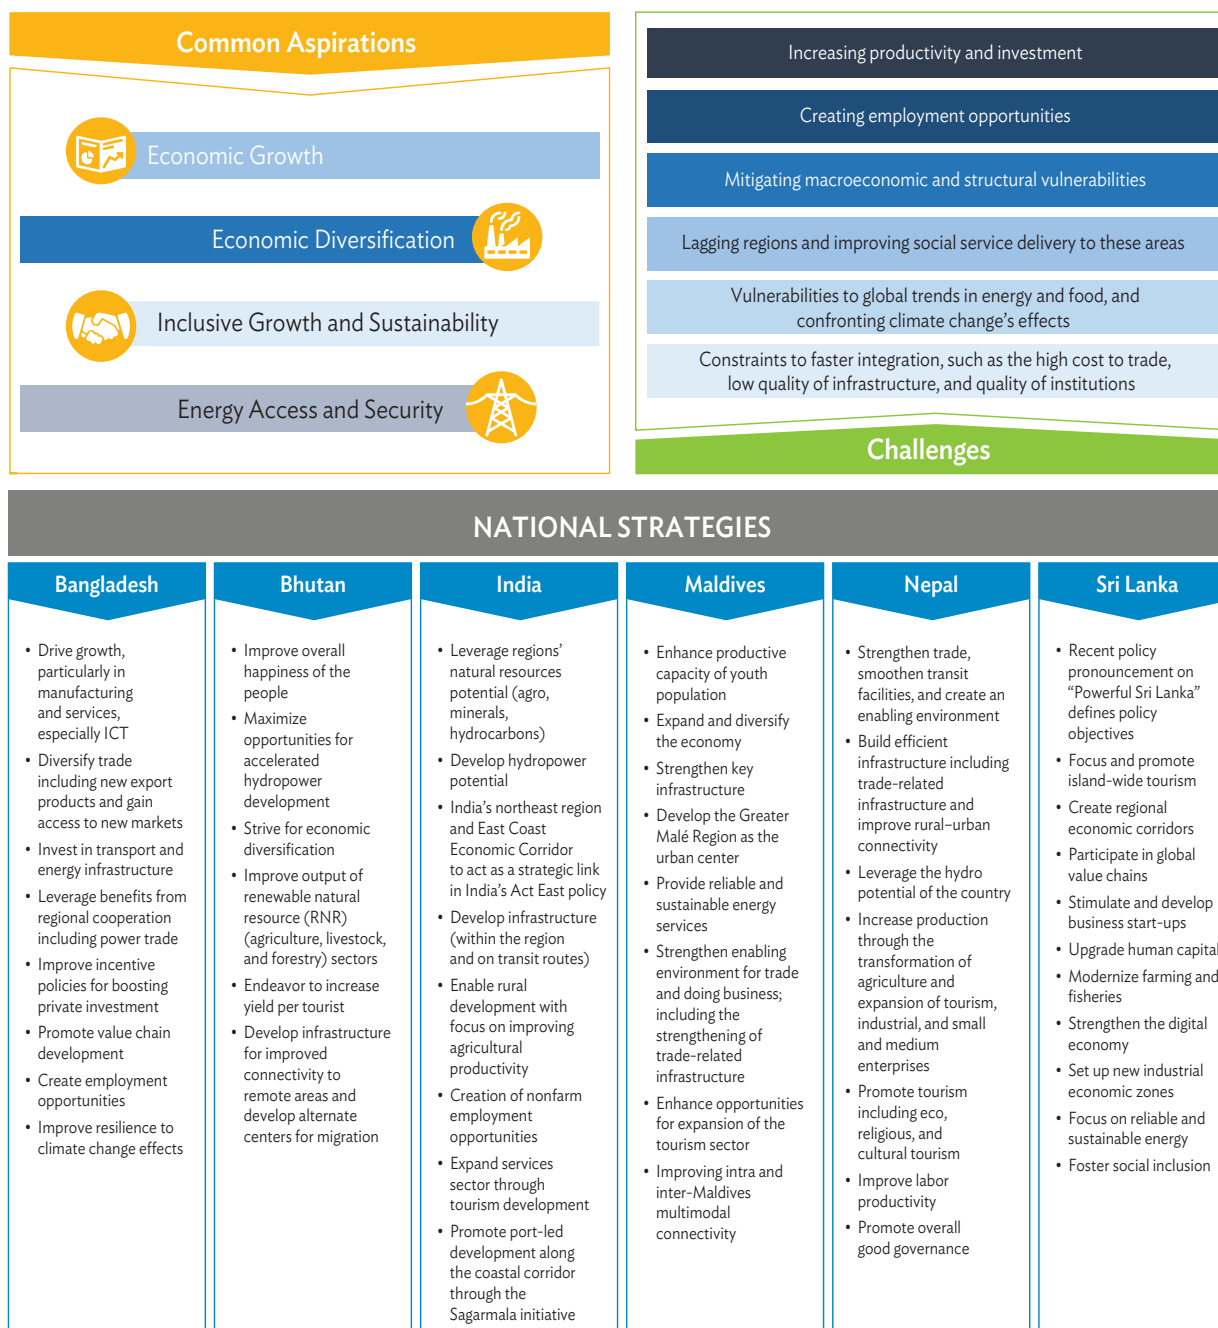 Common Aspirations
Economic Growth
Economic Diversification
Inclusive Growth and Sustainability
Energy Access and Security
Increasing productivity and investment
Creating employment opportunities
Mitigating macroeconomic and structural vulnerabilities
Lagging regions and improving social service delivery to these areas
Vulnerabilities to global trends in energy and food, and
confronting climate change's effects
Constraints to faster integration, such as the high cost to trade,
low quality of infrastructure, and quality of institutions
Challenges
NATIONAL STRATEGIES
Bangladesh
• Drive growth,
particularly in
manufacturing
and services,
especially ICT
• Diversify trade
including new export
products and gain
access to new markets
• Invest in transport and
energy infrastructure
• Leverage benefits from
regional cooperation
including power trade
• Improve incentive
policies for boosting
private investment
• Promote value chain
development
• Create employment
opportunities
• Improve resilience to
climate change effects
Bhutan
• Improve overall
happiness of the
people
• Maximize
opportunities for
accelerated
hydropower
development
• Strive for economic
diversification
• Improve output of
renewable natural
resource (RNR)
(agriculture, livestock,
and forestry) sectors
• Endeavor to increase
yield per tourist
• Develop infrastructure
for improved
connectivity to
remote areas and
develop alternate
centers for migration
India
• Leverage regions'
natural resources
potential (agro,
minerals,
hydrocarbons)
• Develop hydropower
potential
• India's northeast region
and East Coast
Economic Corridor
to act as a strategic link
in India's Act East policy
• Develop infrastructure
(within the region
and on transit routes)
• Enable rural
development with
focus on improving
agricultural
productivity
• Creation of nonfarm
employment
opportunities
• Expand services
sector through
tourism development
• Promote port-led
development along
the coastal corridor
through the
Sagarmala initiative
Maldives
• Enhance productive
capacity of youth
population
• Expand and diversify
the economy
• Strengthen key
infrastructure
• Develop the Greater
Malé Region as the
urban center
• Provide reliable and
sustainable energy
services
• Strengthen enabling
environment for trade
and doing business;
including the
strengthening of
trade-related
infrastructure
• Enhance opportunities
for expansion of the
tourism sector
• Improving intra and
inter-Maldives
multimodal
connectivity
Nepal
• Strengthen trade,
smoothen transit
facilities, and create an
enabling environment
• Build efficient
infrastructure including
trade-related
infrastructure and
improve rural–urban
connectivity
• Leverage the hydro
potential of the country
• Increase production
through the
transformation of
agriculture and
expansion of tourism,
industrial, and small
and medium
enterprises
• Promote tourism
including eco,
religious, and
cultural tourism
• Improve labor
productivity
• Promote overall
good governance
Sri Lanka
• Recent policy
pronouncement on
“Powerful Sri Lanka”
defines policy
objectives
• Focus and promote
island-wide tourism
• Create regional
economic corridors
• Participate in global
value chains
• Stimulate and develop
business start-ups
• Upgrade human capital
• Modernize farming and
fisheries
• Strengthen the digital
economy
• Set up new industrial
economic zones
• Focus on reliable and
sustainable energy
• Foster social inclusion